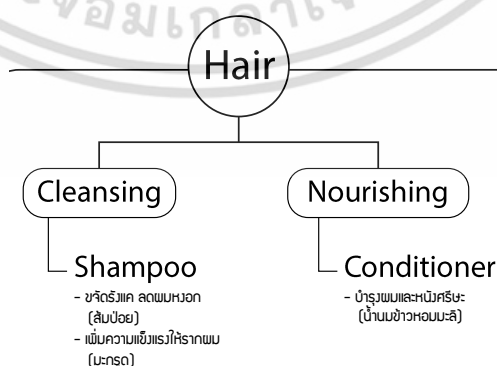 Hair
Cleansing
Nourishing
Shampoo
- ขจัดรังแค ลดผมหงอก
(ส้มป่อย)
- เพิ่มความแข็งแรงให้รากผม
(มะกรูด)
Conditioner
- บำรุงผมและหนังศรีษะ
(น้ำนมข้าวหอมมะลิ)